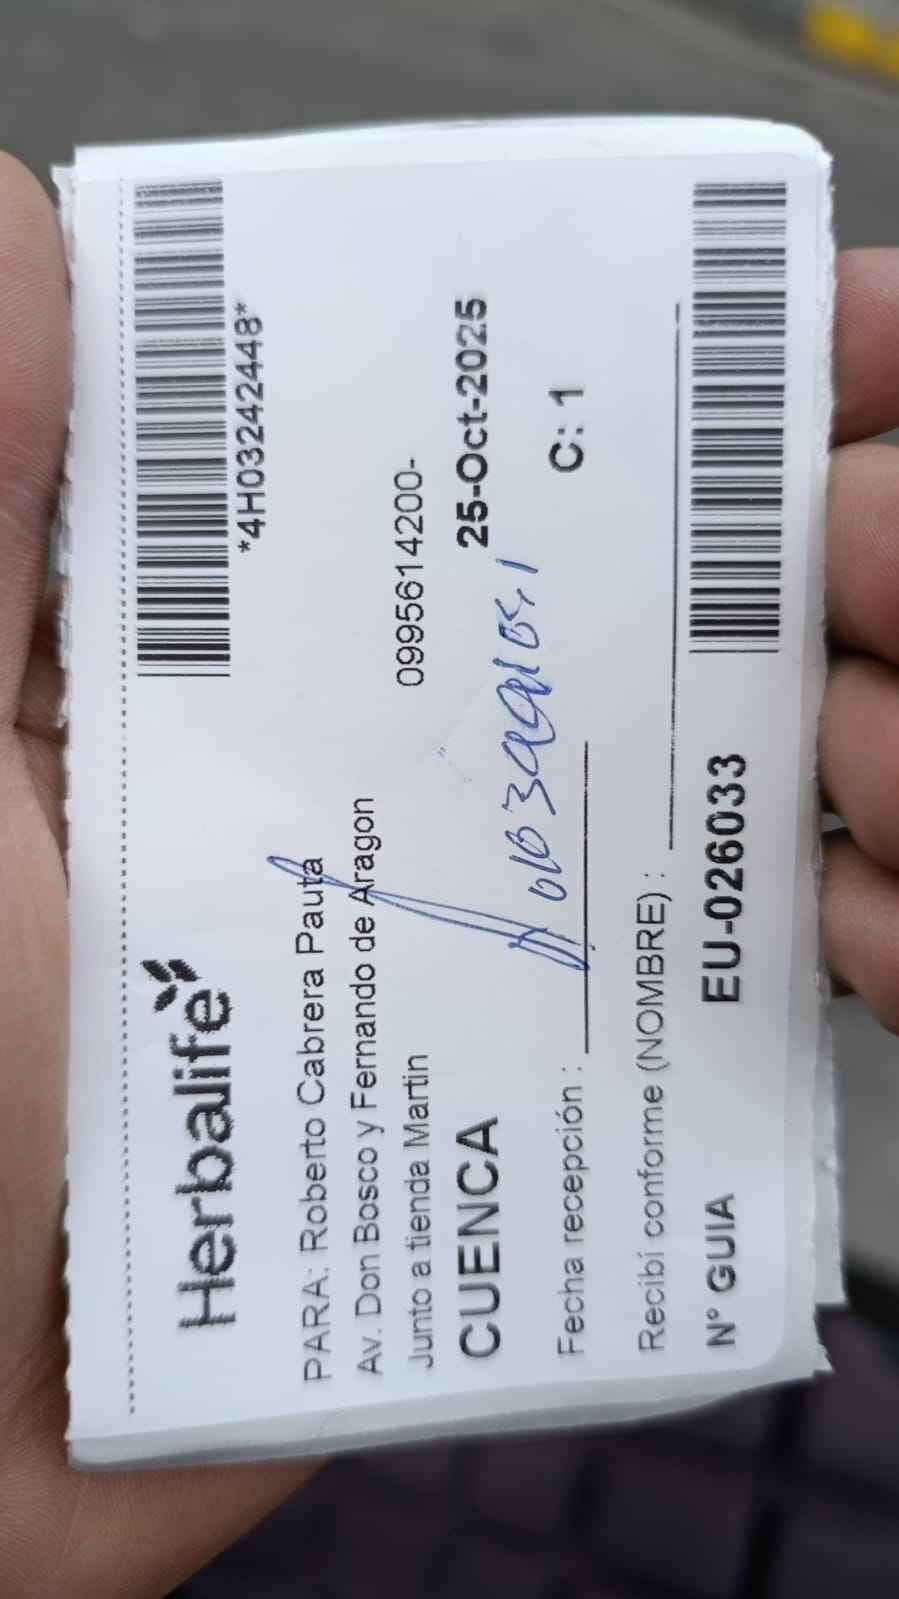 *4H03242448*
Herbalife
PARA: Roberto Cabrera Pauta
Av. Don Bosco y Fernando de Aragon
Junto a tienda Martin 0995614200-
CUENCA 25-Oct-2025
Fecha recepción : C: 1
Recibí conforme (NOMBRE) :
N° GUIA EU-026033